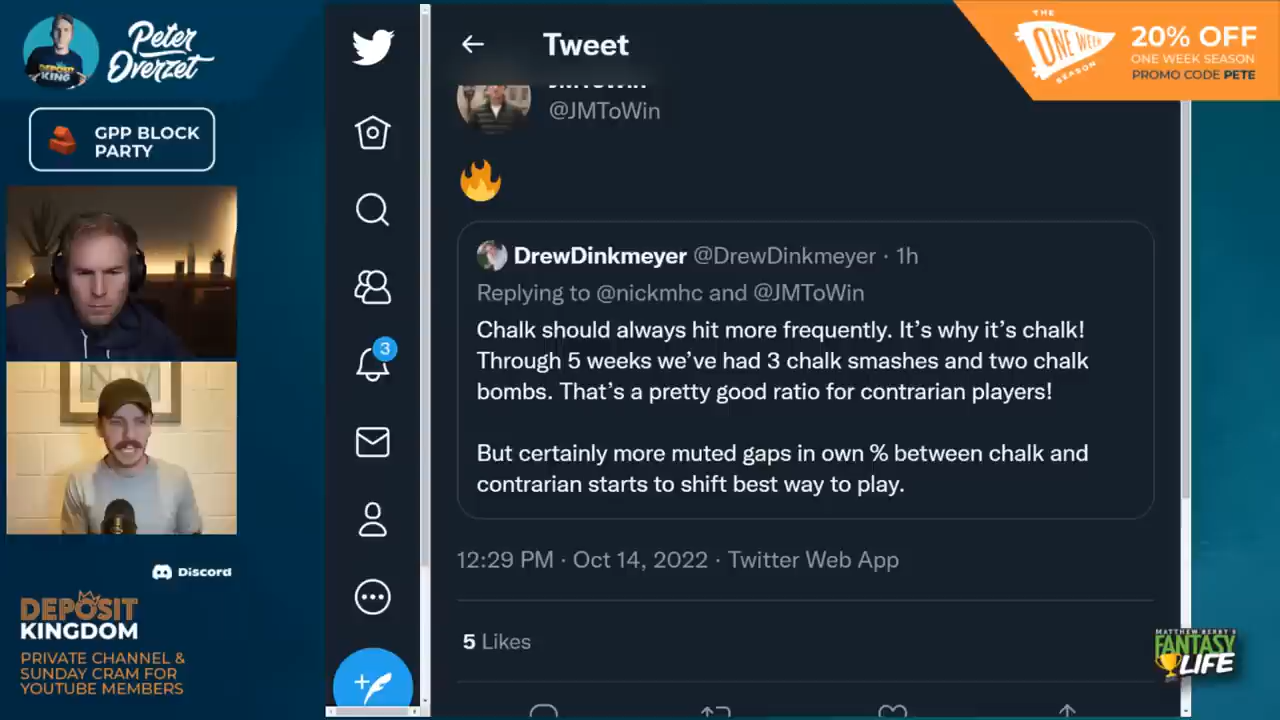 Peter
Overzet
GPP BLOCK
PARTY
DEPOSIT
KING
Discord
DEPOSIT
KINGDOM
PRIVATE CHANNEL &
SUNDAY CRAM FOR
YOUTUBE MEMBERS
3
Tweet
JMToWin
@JMToWin
DrewDinkmeyer @DrewDinkmeyer · 1h
Replying to @nickmhc and @JMToWin
Chalk should always hit more frequently. It's why it's chalk!
Through 5 weeks we've had 3 chalk smashes and two chalk
bombs. That's a pretty good ratio for contrarian players!
But certainly more muted gaps in own % between chalk and
contrarian starts to shift best way to play.
12:29 PM · Oct 14, 2022 · Twitter Web App
5 Likes
THE
ONE WEEK
SEASON
20% OFF
ONE WEEK SEASON
PROMO CODE PETE
MATTHEW BERRY'S
FANTASY
LIFE